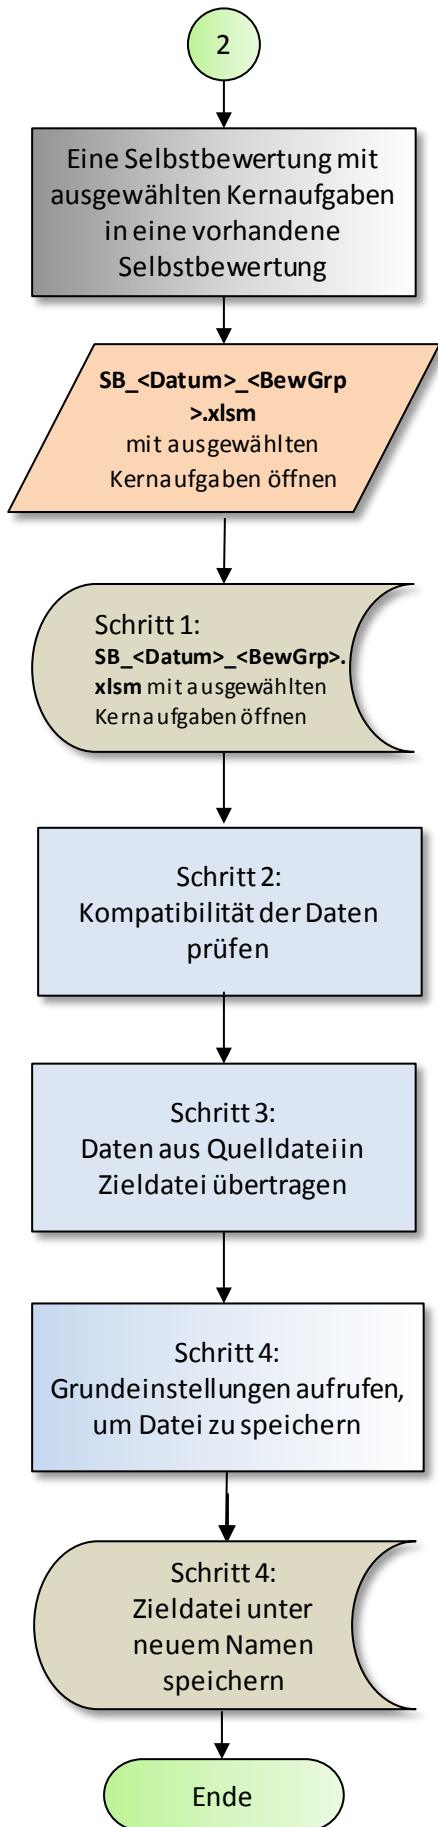 2
Eine Selbstbewertung mit
ausgewählten Kernaufgaben
in eine vorhandene
Selbstbewertung
SB_<Datum>_<BewGrp
>.xlsm
mit ausgewählten
Kernaufgaben öffnen
Schritt 1:
SB_<Datum>_<BewGrp>.
xlsm mit ausgewählten
Kernaufgaben öffnen
Schritt 2:
Kompatibilität der Daten
prüfen
Schritt 3:
Daten aus Quelldatei in
Zieldatei übertragen
Schritt 4:
Grundeinstellungen aufrufen,
um Datei zu speichern
Schritt 4:
Zieldatei unter
neuem Namen
speichern
Ende